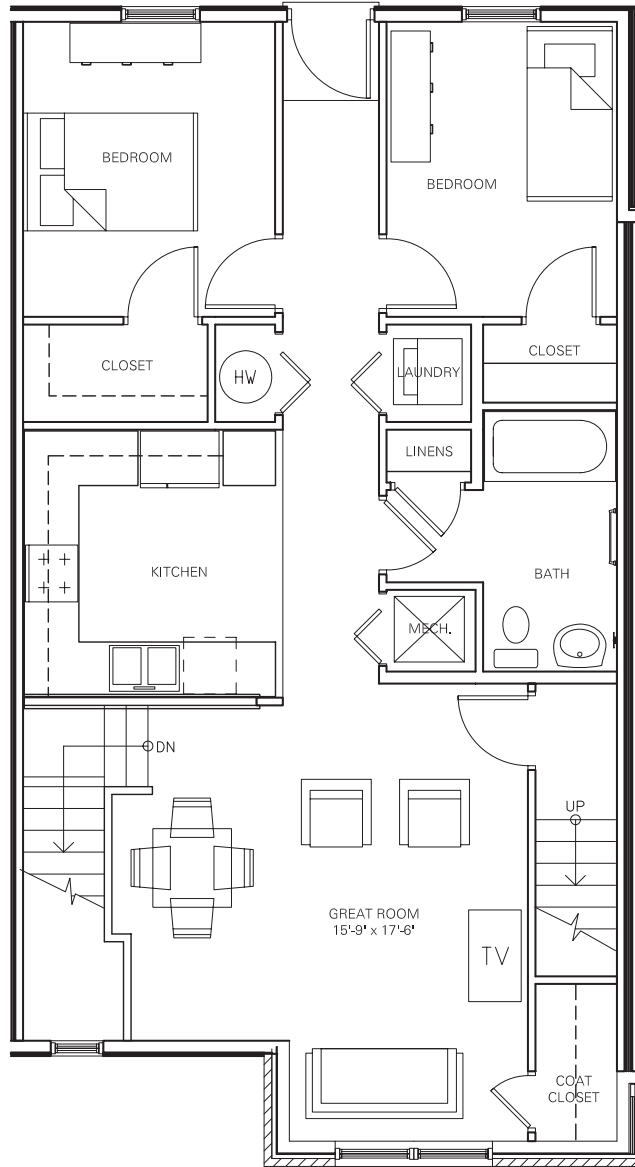 BEDROOM
BEDROOM
CLOSET
HW
LAUNDRY
CLOSET
LINENS
KITCHEN
BATH
MECH.
DN
UP
GREAT ROOM
15'-9" x 17'-6"
TV
COAT
CLOSET